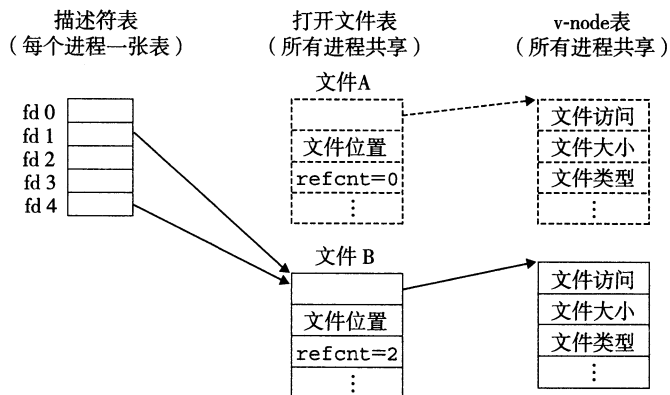 描述符表 打开文件表 v-node表
（每个进程一张表） （所有进程共享） （所有进程共享）
文件A
fd 0
fd 1
fd 2
fd 3
fd 4
文件位置
refcnt=0
⋮
文件访问
文件大小
文件类型
⋮
文件 B
文件位置
refcnt=2
⋮
文件访问
文件大小
文件类型
⋮